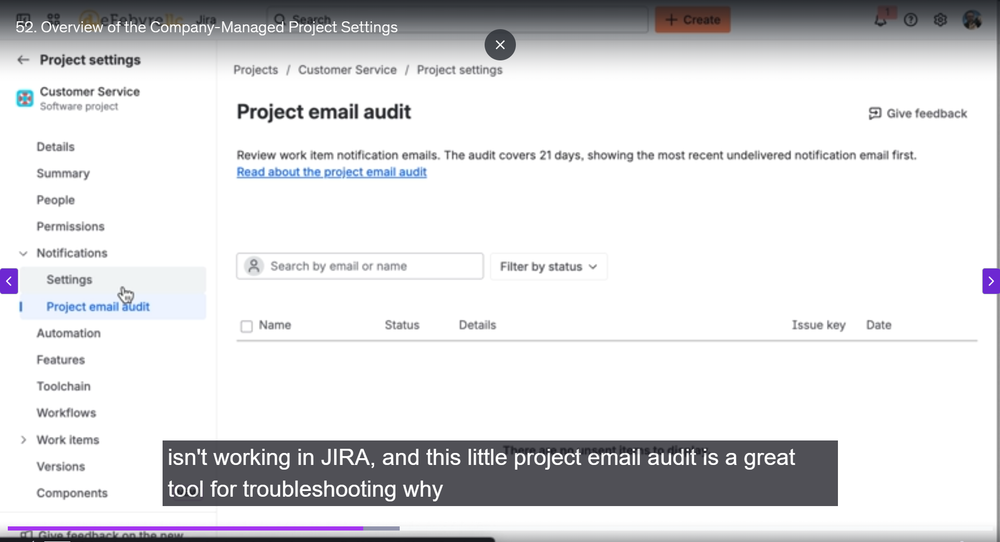 52. Overview of the Company-Managed Project Settings
eFebvrellc Jira
Search
+ Create
1
Project settings
Customer Service
Software project
Details
Summary
People
Permissions
Notifications
Settings
Project email audit
Automation
Features
Toolchain
Workflows
Work items
Versions
Components
Give feedback on the new
Projects / Customer Service / Project settings
Project email audit
Give feedback
Review work item notification emails. The audit covers 21 days, showing the most recent undelivered notification email first.
Read about the project email audit
Search by email or name
Filter by status
Name Status Details Issue key Date
There are no unsent items to display
isn't working in JIRA, and this little project email audit is a great
tool for troubleshooting why